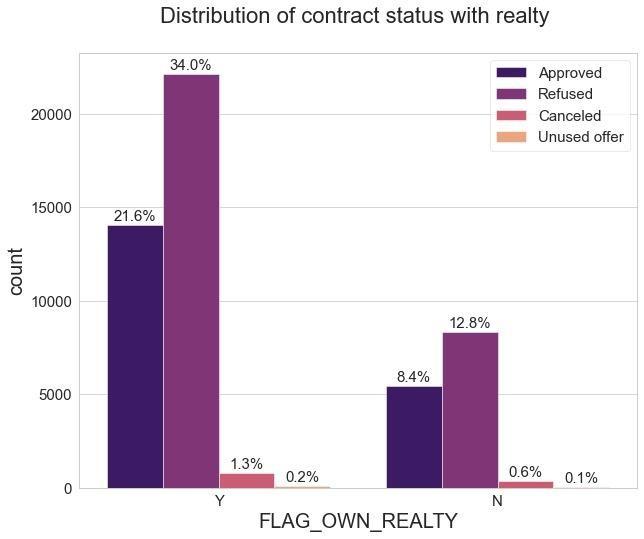 Distribution of contract status with realty
Approved
Refused
Canceled
Unused offer
count
20000
15000
10000
5000
0
34.0%
21.6%
1.3%
0.2%
12.8%
8.4%
0.6%
0.1%
Y
N
FLAG_OWN_REALTY